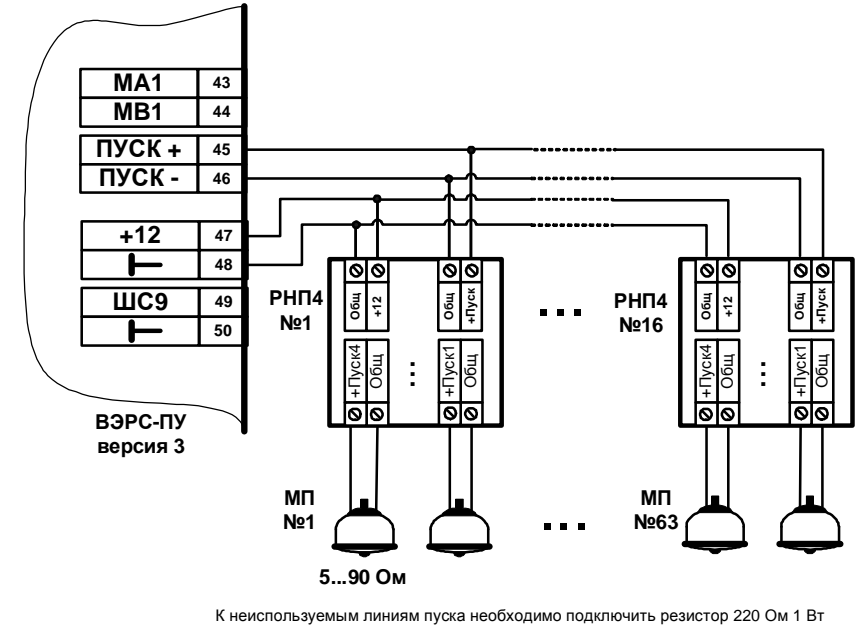 МА1 43
МВ1 44
ПУСК + 45
ПУСК - 46
+12 47
48
ШС9 49
50
ВЭРС-ПУ
версия 3
РНП4
№1
Общ +12 Общ +Пуск
+Пуск4 Общ ... +Пуск1 Общ
...
РНП4
№16
Общ +12 Общ +Пуск
+Пуск4 Общ ... +Пуск1 Общ
МП
№1
...
МП
№63
5...90 Ом
К неиспользуемым линиям пуска необходимо подключить резистор 220 Ом 1 Вт